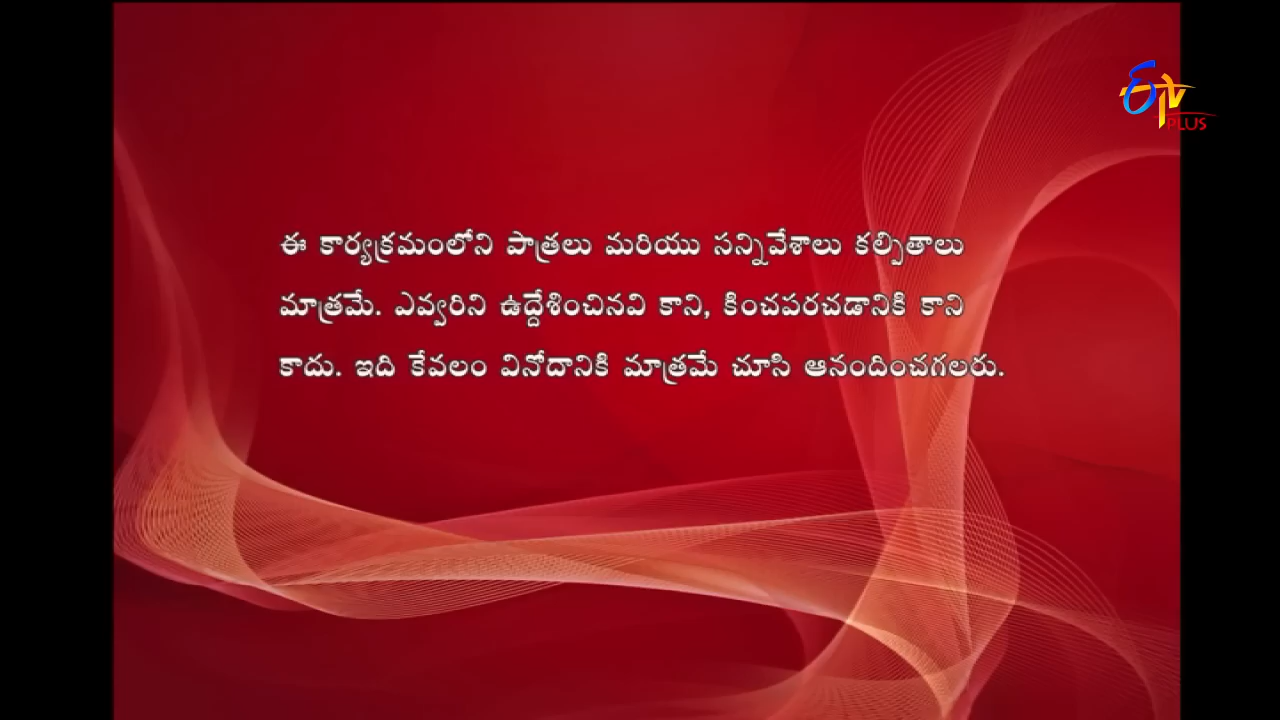 ETV
PLUS
ఈ కార్యక్రమంలోని పాత్రలు మరియు సన్నివేశాలు కల్పితాలు
మాత్రమే. ఎవ్వరిని ఉద్దేశించినవి కాని, కించపరచడానికి కాని
కాదు. ఇది కేవలం వినోదానికి మాత్రమే చూసి ఆనందించగలరు.